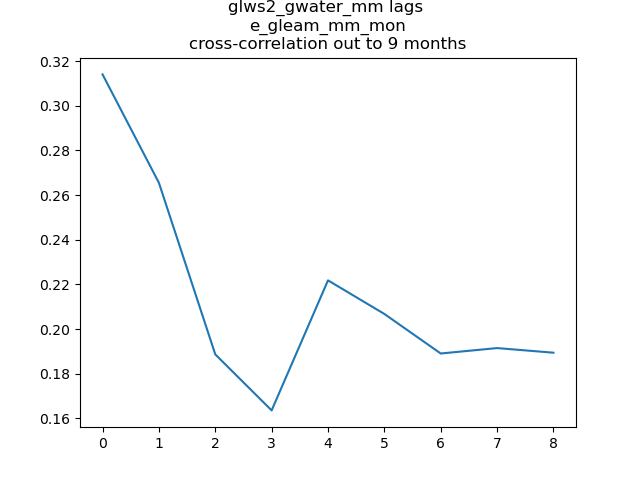 glws2_gwater_mm lags
e_gleam_mm_mon
cross-correlation out to 9 months
0.32
0.30
0.28
0.26
0.24
0.22
0.20
0.18
0.16
0 1 2 3 4 5 6 7 8